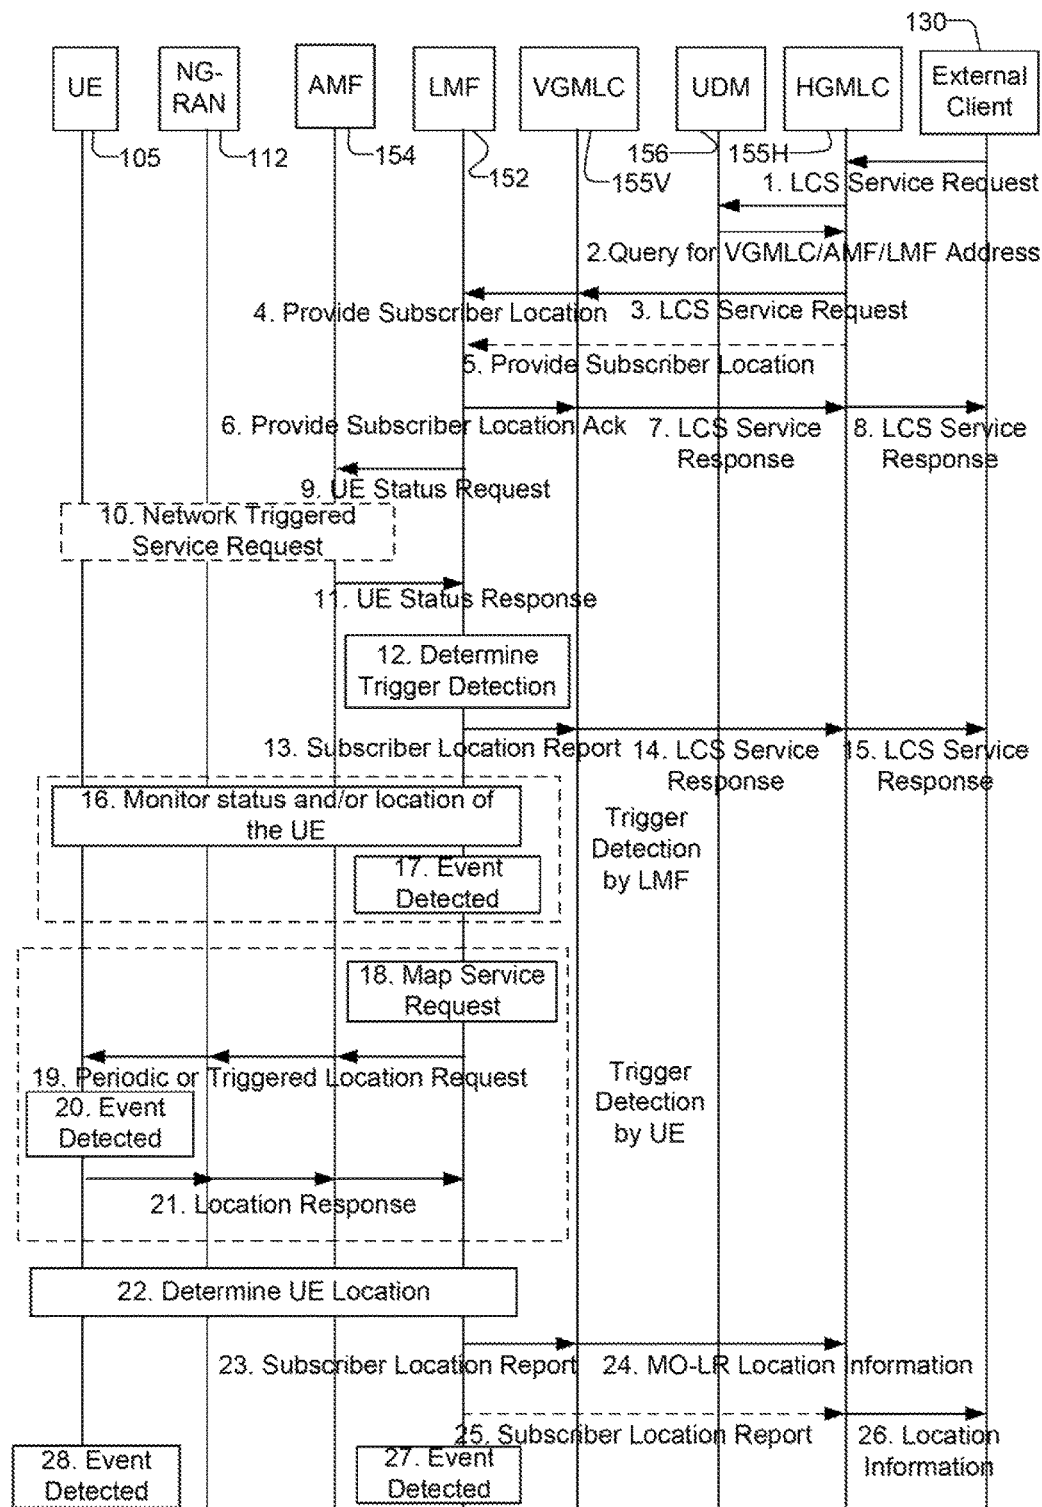 130
UE
NG-
RAN
AMF
LMF
VGMLC
UDM
HGMLC
External
Client
105
112
154
152
155V
156
155H
1. LCS Service Request
2.Query for VGMLC/AMF/LMF Address
4. Provide Subscriber Location
3. LCS Service Request
5. Provide Subscriber Location
6. Provide Subscriber Location Ack
7. LCS Service
Response
8. LCS Service
Response
9. UE Status Request
10. Network Triggered
Service Request
11. UE Status Response
12. Determine
Trigger Detection
13. Subscriber Location Report
14. LCS Service
Response
15. LCS Service
Response
16. Monitor status and/or location of
the UE
17. Event
Detected
Trigger
Detection
by LMF
18. Map Service
Request
19. Periodic or Triggered Location Request
20. Event
Detected
Trigger
Detection
by UE
21. Location Response
22. Determine UE Location
23. Subscriber Location Report
24. MO-LR Location Information
25. Subscriber Location Report
26. Location
Information
28. Event
Detected
27. Event
Detected